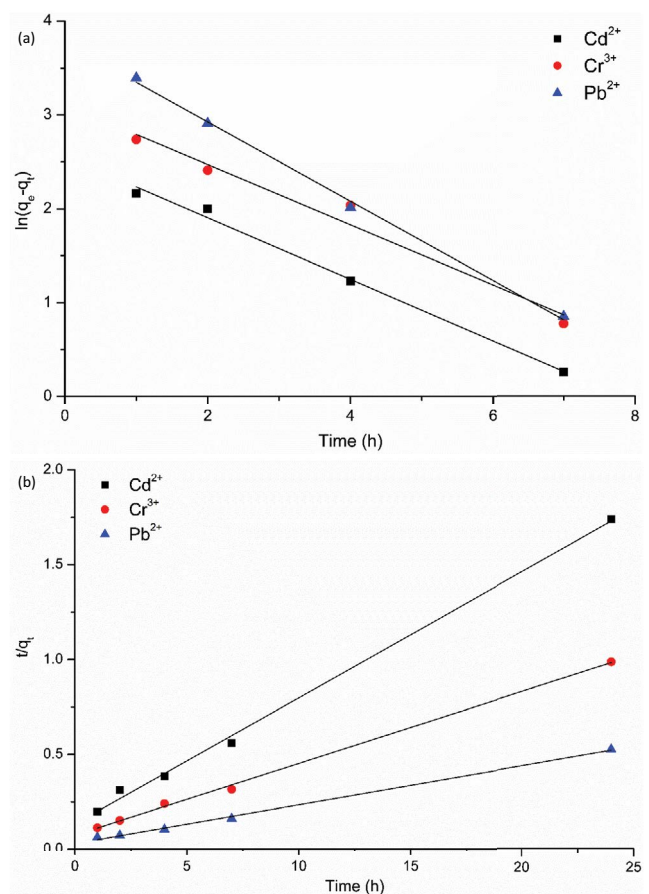 (a)
Cd²⁺
Cr³⁺
Pb²⁺
ln(qₑ-qₜ)
4
3
2
1
0
0 2 4 6 8
Time (h)
(b)
Cd²⁺
Cr³⁺
Pb²⁺
t/qₜ
2.0
1.5
1.0
0.5
0.0
0 5 10 15 20 25
Time (h)